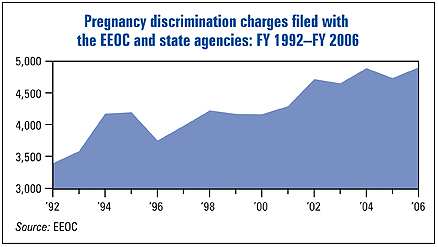 Pregnancy discrimination charges filed with
the EEOC and state agencies: FY 1992–FY 2006
5,000
4,500
4,000
3,500
3,000
'92 '94 '96 '98 '00 '02 '04 '06
Source: EEOC